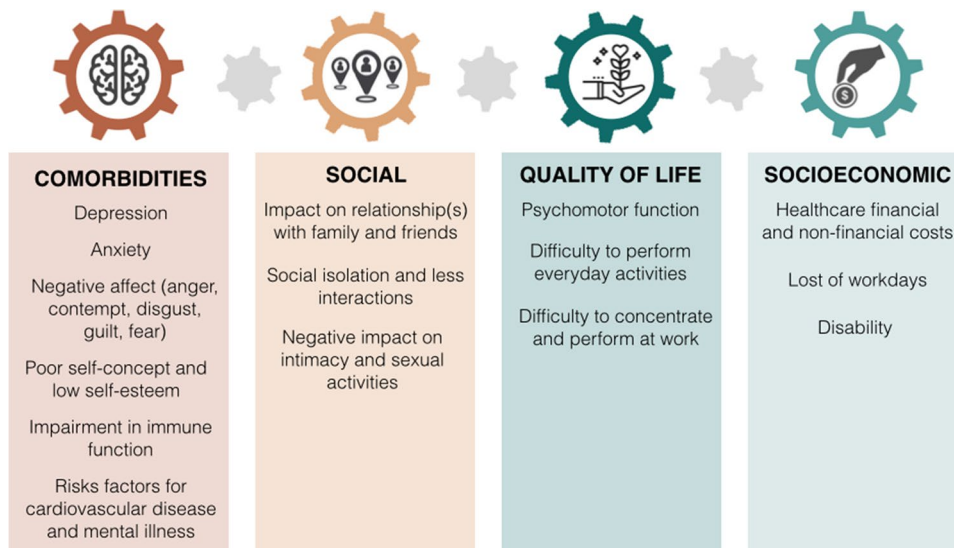 COMORBIDITIES
Depression
Anxiety
Negative affect (anger,
contempt, disgust,
guilt, fear)
Poor self-concept and
low self-esteem
Impairment in immune
function
Risks factors for
cardiovascular disease
and mental illness
SOCIAL
Impact on relationship(s)
with family and friends
Social isolation and less
interactions
Negative impact on
intimacy and sexual
activities
QUALITY OF LIFE
Psychomotor function
Difficulty to perform
everyday activities
Difficulty to concentrate
and perform at work
$
SOCIOECONOMIC
Healthcare financial
and non-financial costs
Lost of workdays
Disability